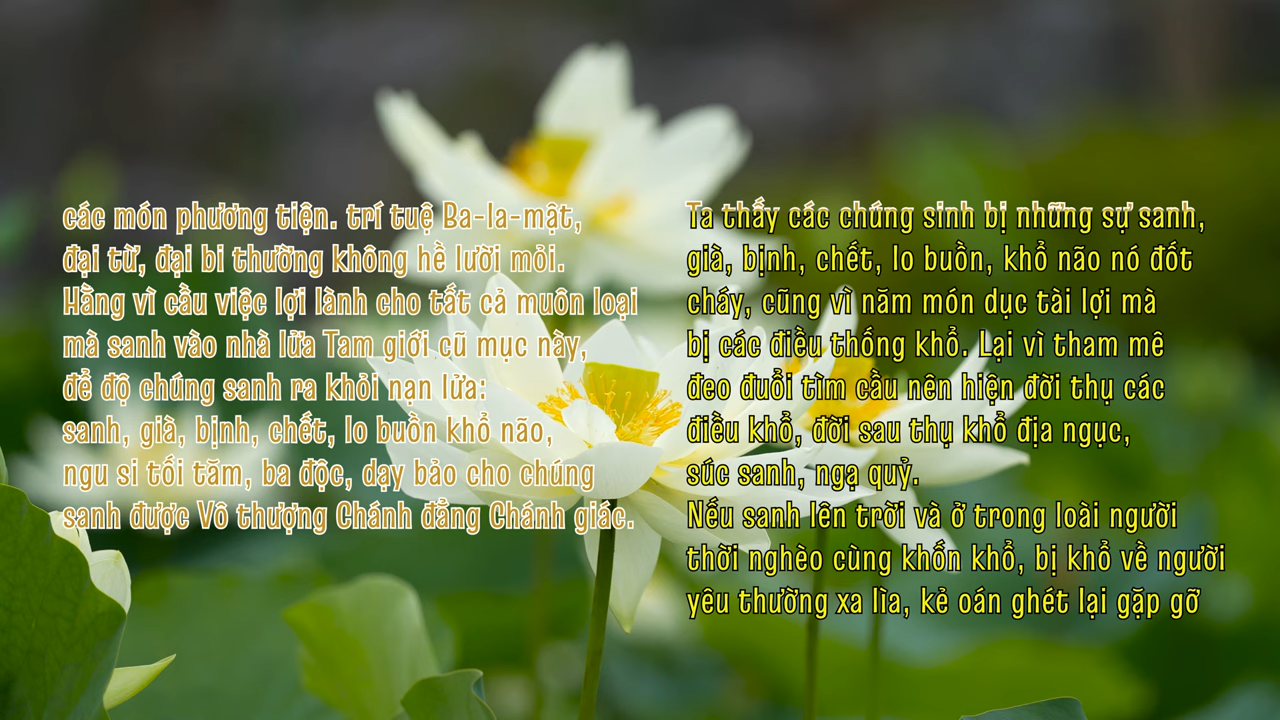 các món phương tiện. trí tuệ Ba-la-mật,
đại từ, đại bi thường không hề lười mỏi.
Hằng vì cầu việc lợi lành cho tất cả muôn loại
mà sanh vào nhà lửa Tam giới cũ mục này,
để độ chúng sanh ra khỏi nạn lửa:
sanh, già, bịnh, chết, lo buồn khổ não,
ngu si tối tăm, ba độc, dạy bảo cho chúng
sanh được Vô thượng Chánh đẳng Chánh giác.
Ta thấy các chúng sinh bị những sự sanh,
già, bịnh, chết, lo buồn, khổ não nó đốt
cháy, cũng vì năm món dục tài lợi mà
bị các điều thống khổ. Lại vì tham mê
đeo đuổi tìm cầu nên hiện đời thụ các
điều khổ, đời sau thụ khổ địa ngục,
súc sanh, ngạ quỷ.
Nếu sanh lên trời và ở trong loài người
thời nghèo cùng khốn khổ, bị khổ về người
yêu thường xa lìa, kẻ oán ghét lại gặp gỡ